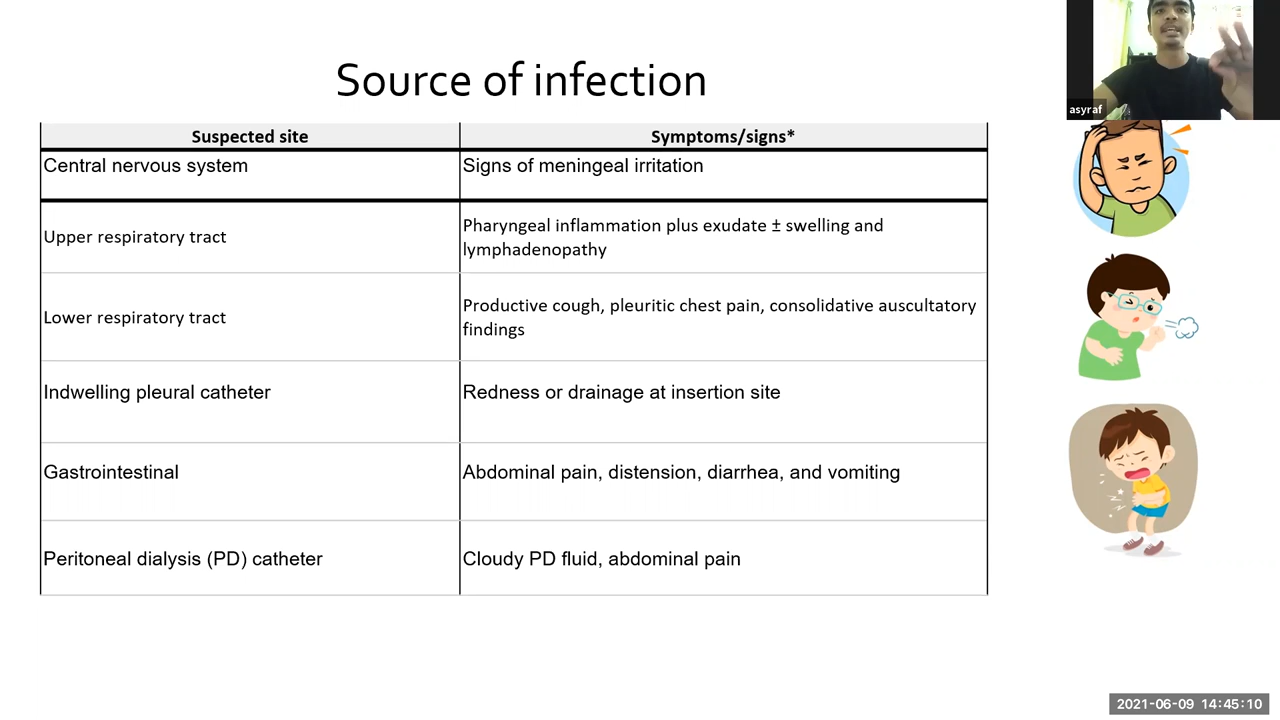 Source of infection
asyraf
Suspected site
Symptoms/signs*
Central nervous system
Signs of meningeal irritation
Upper respiratory tract
Pharyngeal inflammation plus exudate ± swelling and
lymphadenopathy
Lower respiratory tract
Productive cough, pleuritic chest pain, consolidative auscultatory
findings
Indwelling pleural catheter
Redness or drainage at insertion site
Gastrointestinal
Abdominal pain, distension, diarrhea, and vomiting
Peritoneal dialysis (PD) catheter
Cloudy PD fluid, abdominal pain
2021-06-09 14:45:10